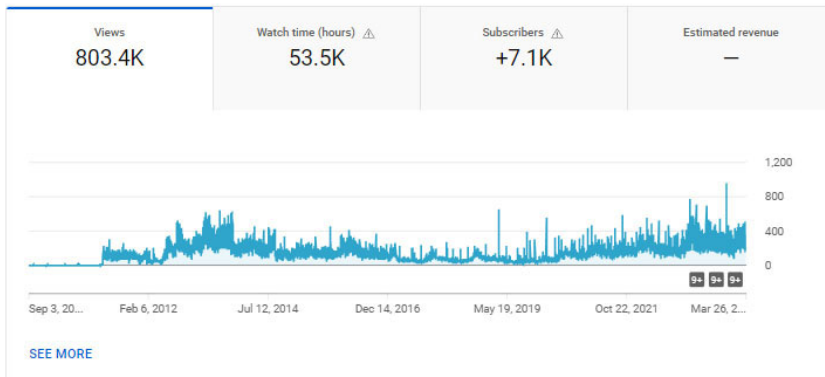 Views
803.4K
Watch time (hours)
53.5K
Subscribers
+7.1K
Estimated revenue
—
1,200
800
400
0
9+ 9+ 9+
Sep 3, 20... Feb 6, 2012 Jul 12, 2014 Dec 14, 2016 May 19, 2019 Oct 22, 2021 Mar 26, 2...
SEE MORE